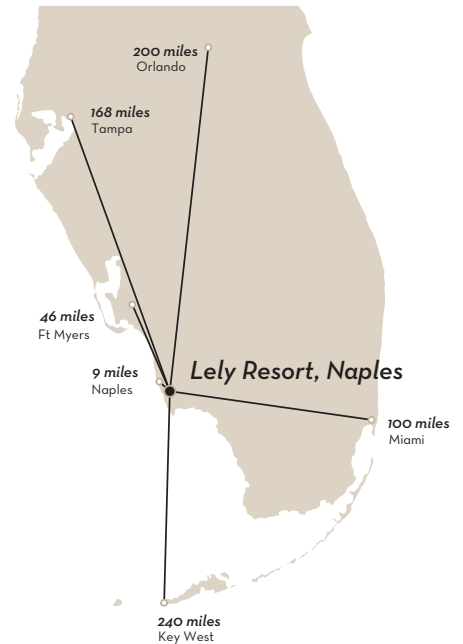 200 miles
Orlando
168 miles
Tampa
46 miles
Ft Myers
Lely Resort, Naples
9 miles
Naples
100 miles
Miami
240 miles
Key West